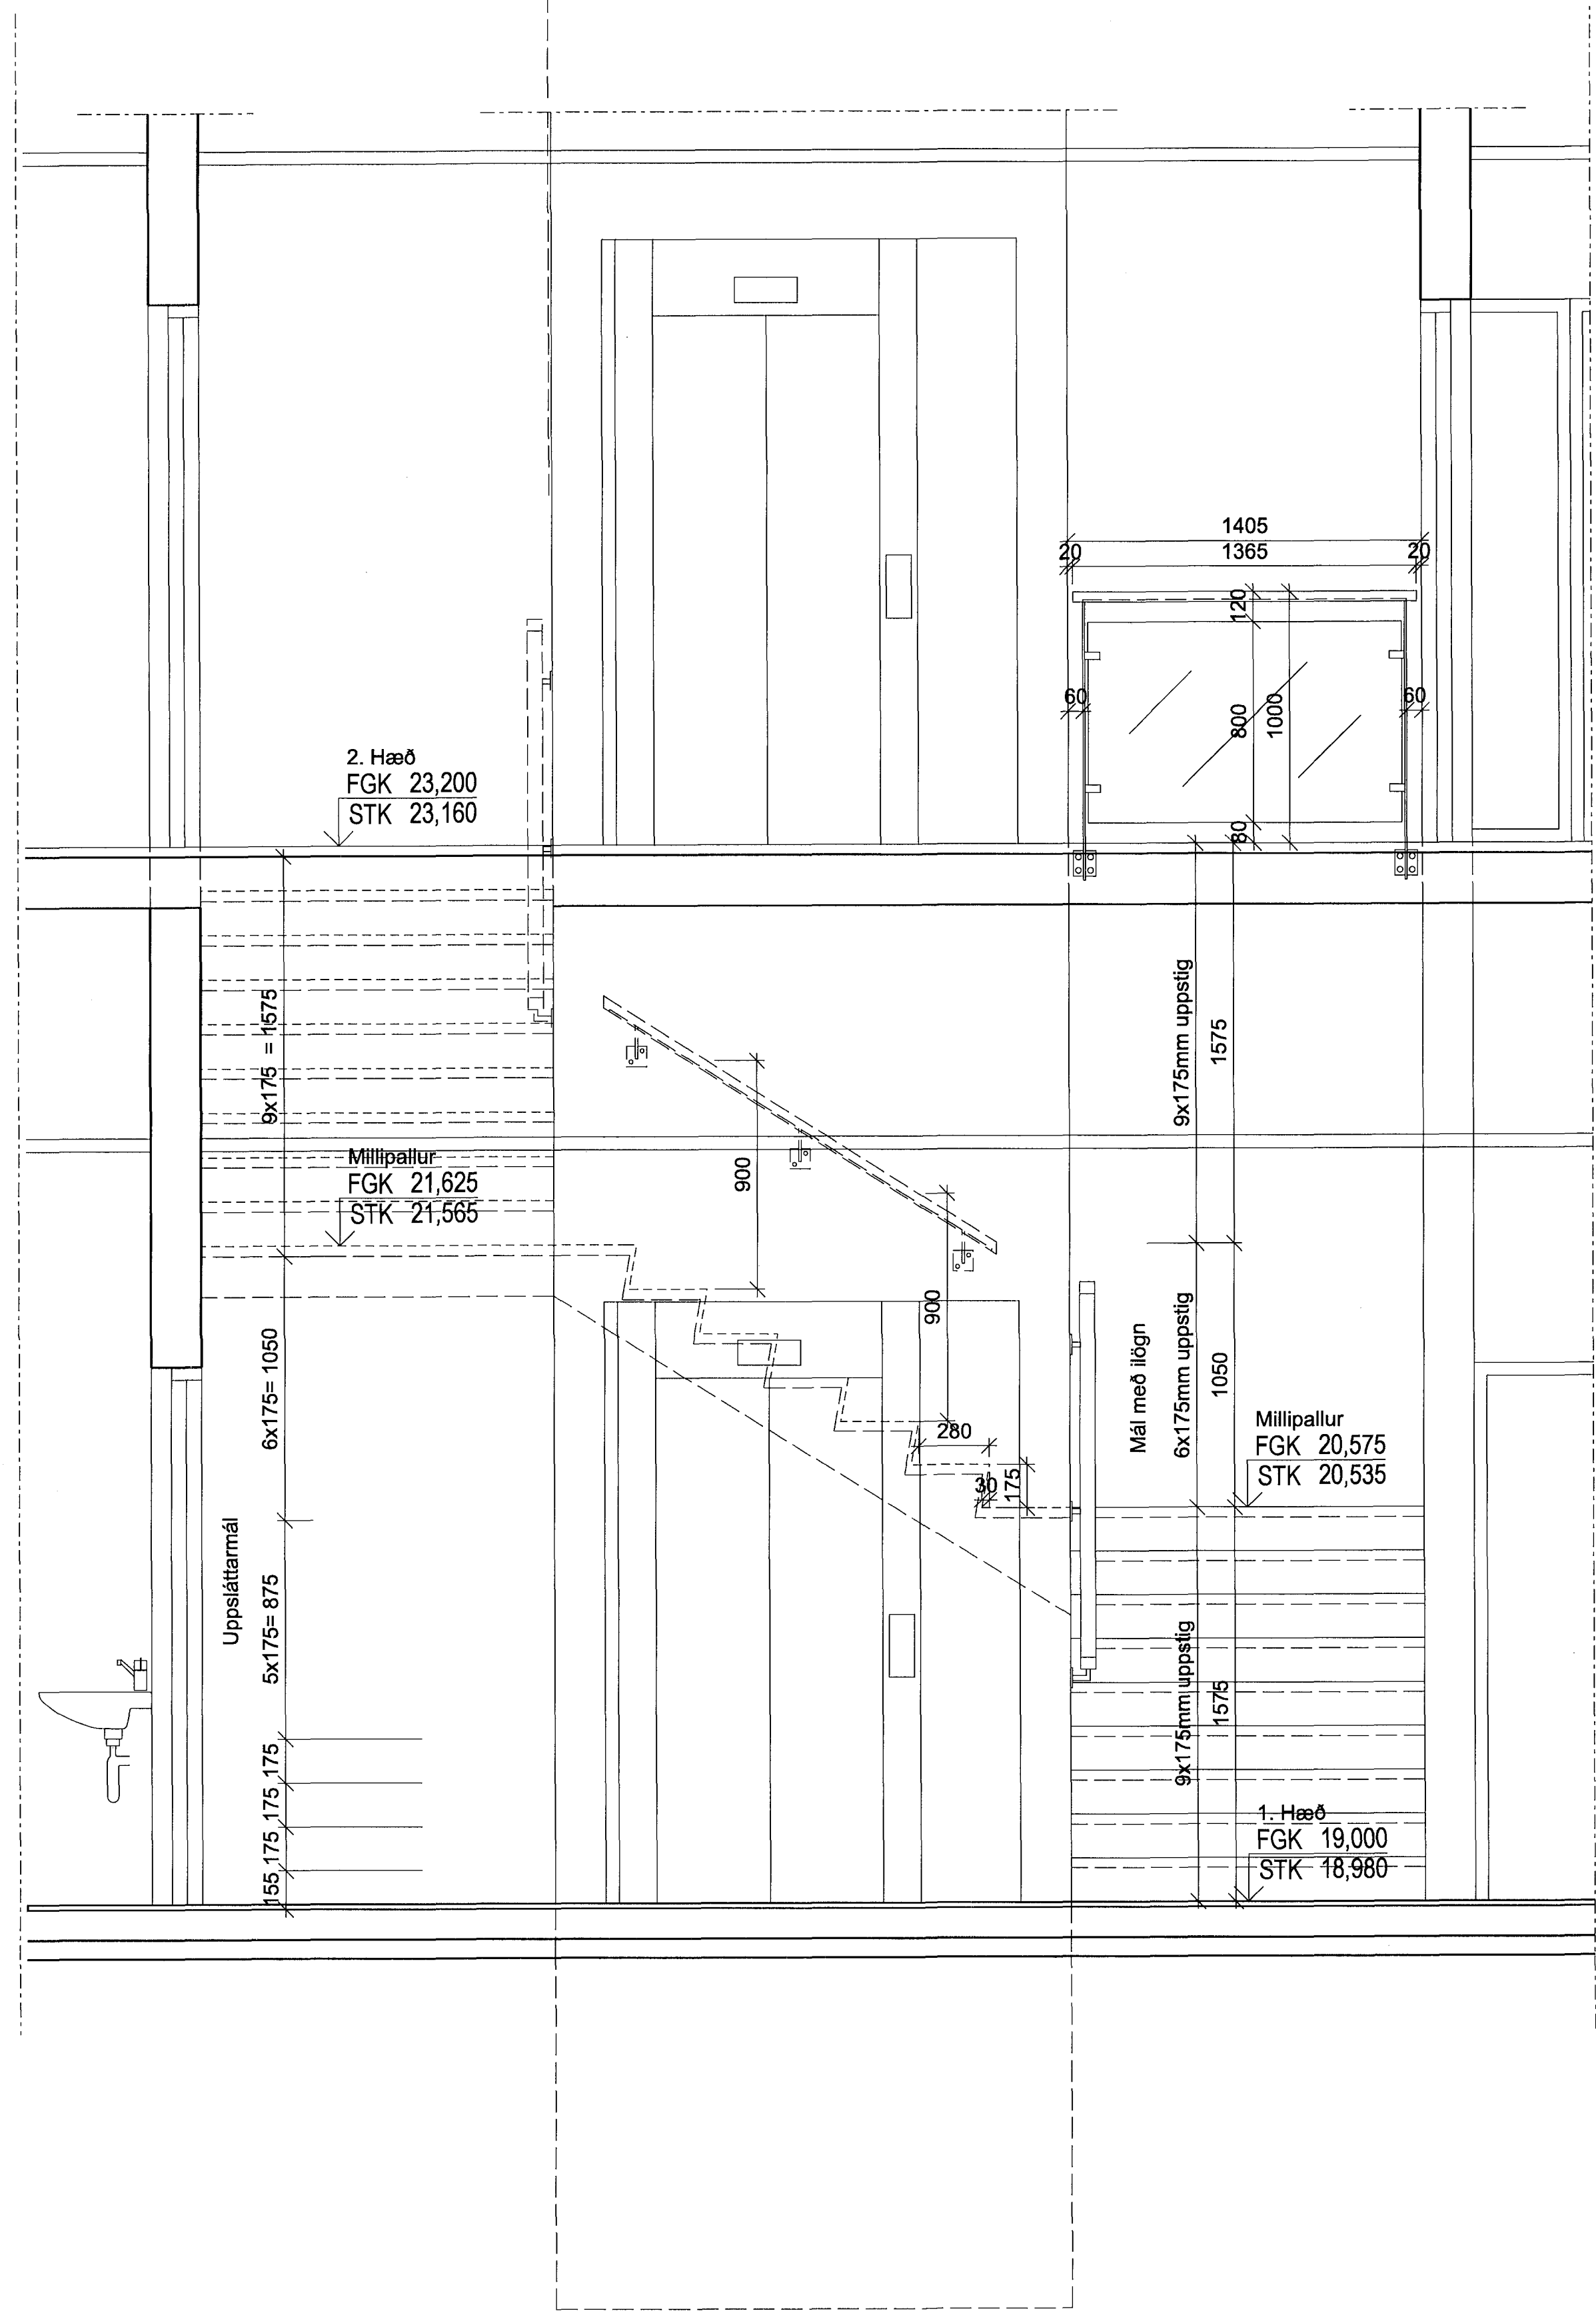 1405
20
1365
20
120
60
800
1000
60
80
2. Hæð
FGK 23,200
STK 23,160
9x175 = 1575
9x175mm uppstig
1575
Millipallur
FGK 21,625
STK 21,565
900
900
6x175= 1050
Mál með ílögn
6x175mm uppstig
1050
Millipallur
FGK 20,575
STK 20,535
280
30
175
Uppsláttarmál
5x175= 875
9x175mm uppstig
1575
175
175
175
155
1. Hæð
FGK 19,000
STK 18,980